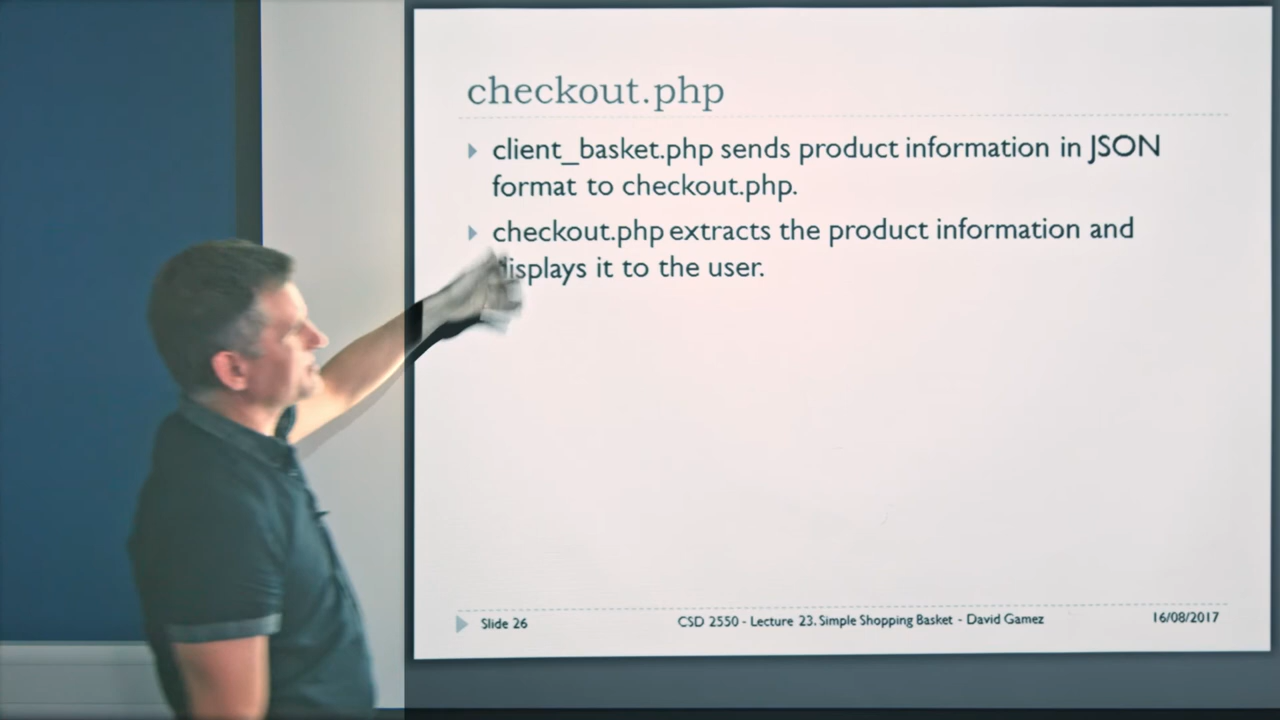 checkout.php
client_basket.php sends product information in JSON
format to checkout.php.
checkout.php extracts the product information and
displays it to the user.
Slide 26
CSD 2550 - Lecture 23. Simple Shopping Basket - David Gamez
16/08/2017